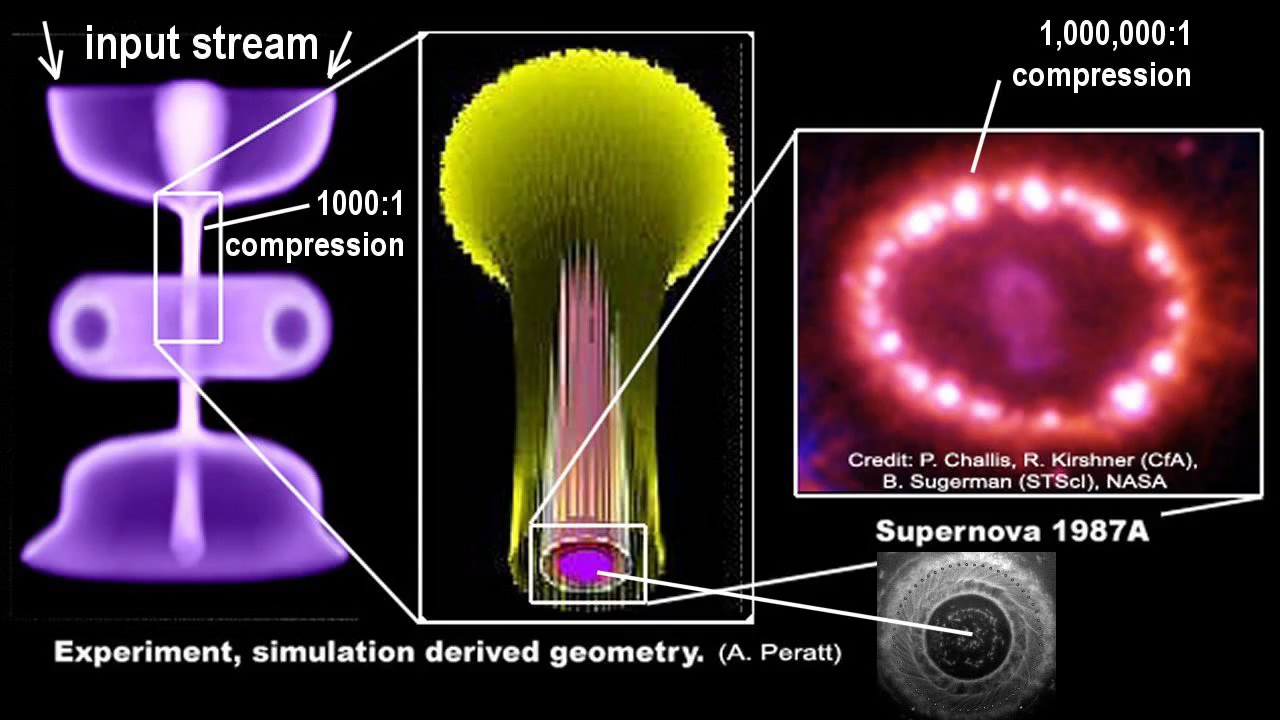 input stream
1000:1
compression
1,000,000:1
compression
Credit: P. Challis, R. Kirshner (CfA),
B. Sugerman (STScI), NASA
Supernova 1987A
Experiment, simulation derived geometry. (A. Peratt)